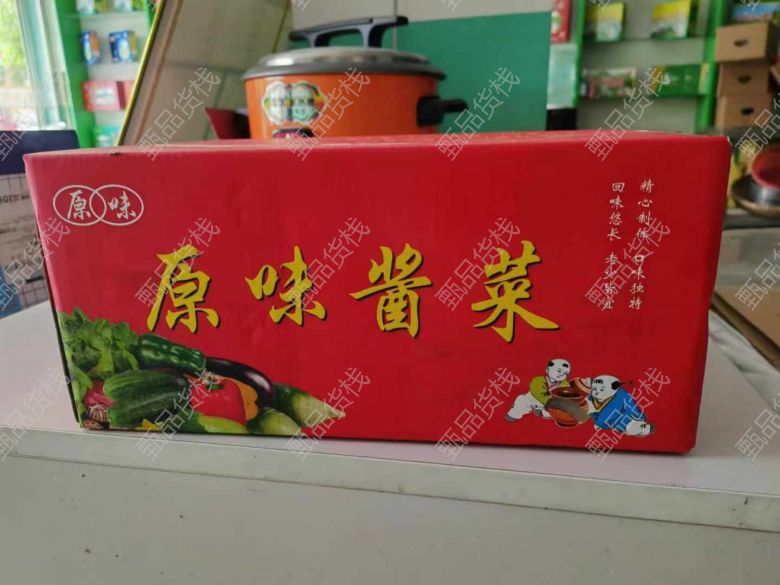 原味
原味酱菜
精心制作 口味独特
回味悠长 老少皆宜
甄品货栈